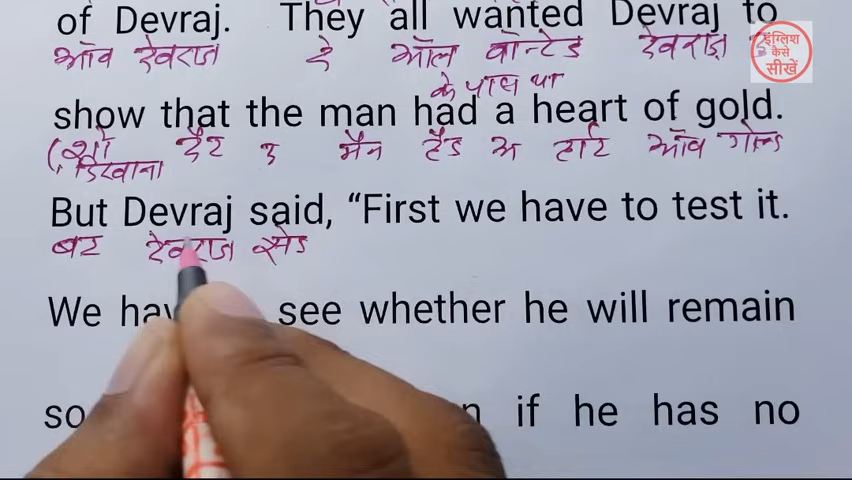 of Devraj. They all wanted Devraj to
ऑव देवराज दे ऑल वॉन्टेड देवराज
इंग्लिश
कैसे
सीखें
के पास था
show that the man had a heart of gold.
शो दैट द मैन हैड अ हार्ट ऑव गोल्ड
दिखाना
But Devraj said, “First we have to test it.
बट देवराज सेड
We hav see whether he will remain
so n if he has no